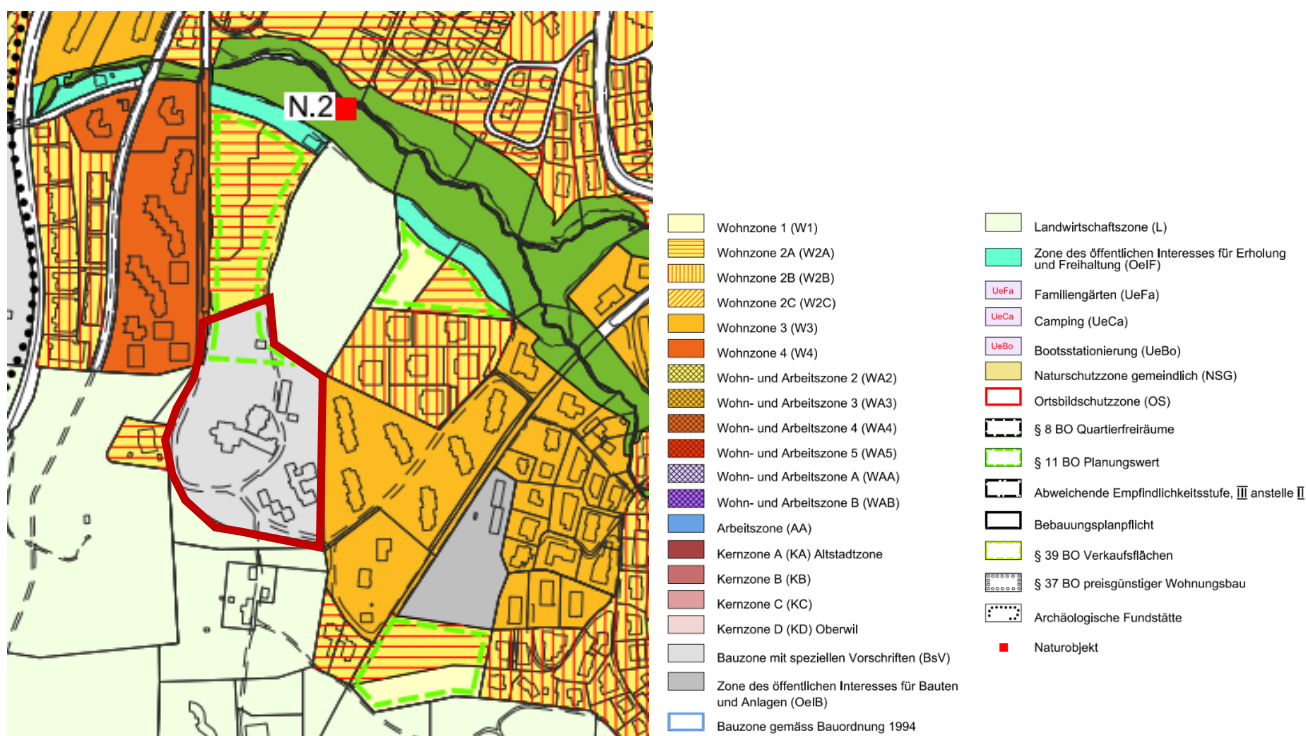 N.2
Wohnzone 1 (W1)
Wohnzone 2A (W2A)
Wohnzone 2B (W2B)
Wohnzone 2C (W2C)
Wohnzone 3 (W3)
Wohnzone 4 (W4)
Wohn- und Arbeitszone 2 (WA2)
Wohn- und Arbeitszone 3 (WA3)
Wohn- und Arbeitszone 4 (WA4)
Wohn- und Arbeitszone 5 (WA5)
Wohn- und Arbeitszone A (WAA)
Wohn- und Arbeitszone B (WAB)
Arbeitszone (AA)
Kernzone A (KA) Altstadtzone
Kernzone B (KB)
Kernzone C (KC)
Kernzone D (KD) Oberwil
Bauzone mit speziellen Vorschriften (BsV)
Zone des öffentlichen Interesses für Bauten
und Anlagen (OeIB)
Bauzone gemäss Bauordnung 1994
Landwirtschaftszone (L)
Zone des öffentlichen Interesses für Erholung
und Freihaltung (OeIF)
UeFa Familiengärten (UeFa)
UeCa Camping (UeCa)
UeBo Bootsstationierung (UeBo)
Naturschutzzone gemeindlich (NSG)
Ortsbildschutzzone (OS)
§ 8 BO Quartierfreiräume
§ 11 BO Planungswert
Abweichende Empfindlichkeitsstufe, III anstelle II
Bebauungsplanpflicht
§ 39 BO Verkaufsflächen
§ 37 BO preisgünstiger Wohnungsbau
Archäologische Fundstätte
Naturobjekt